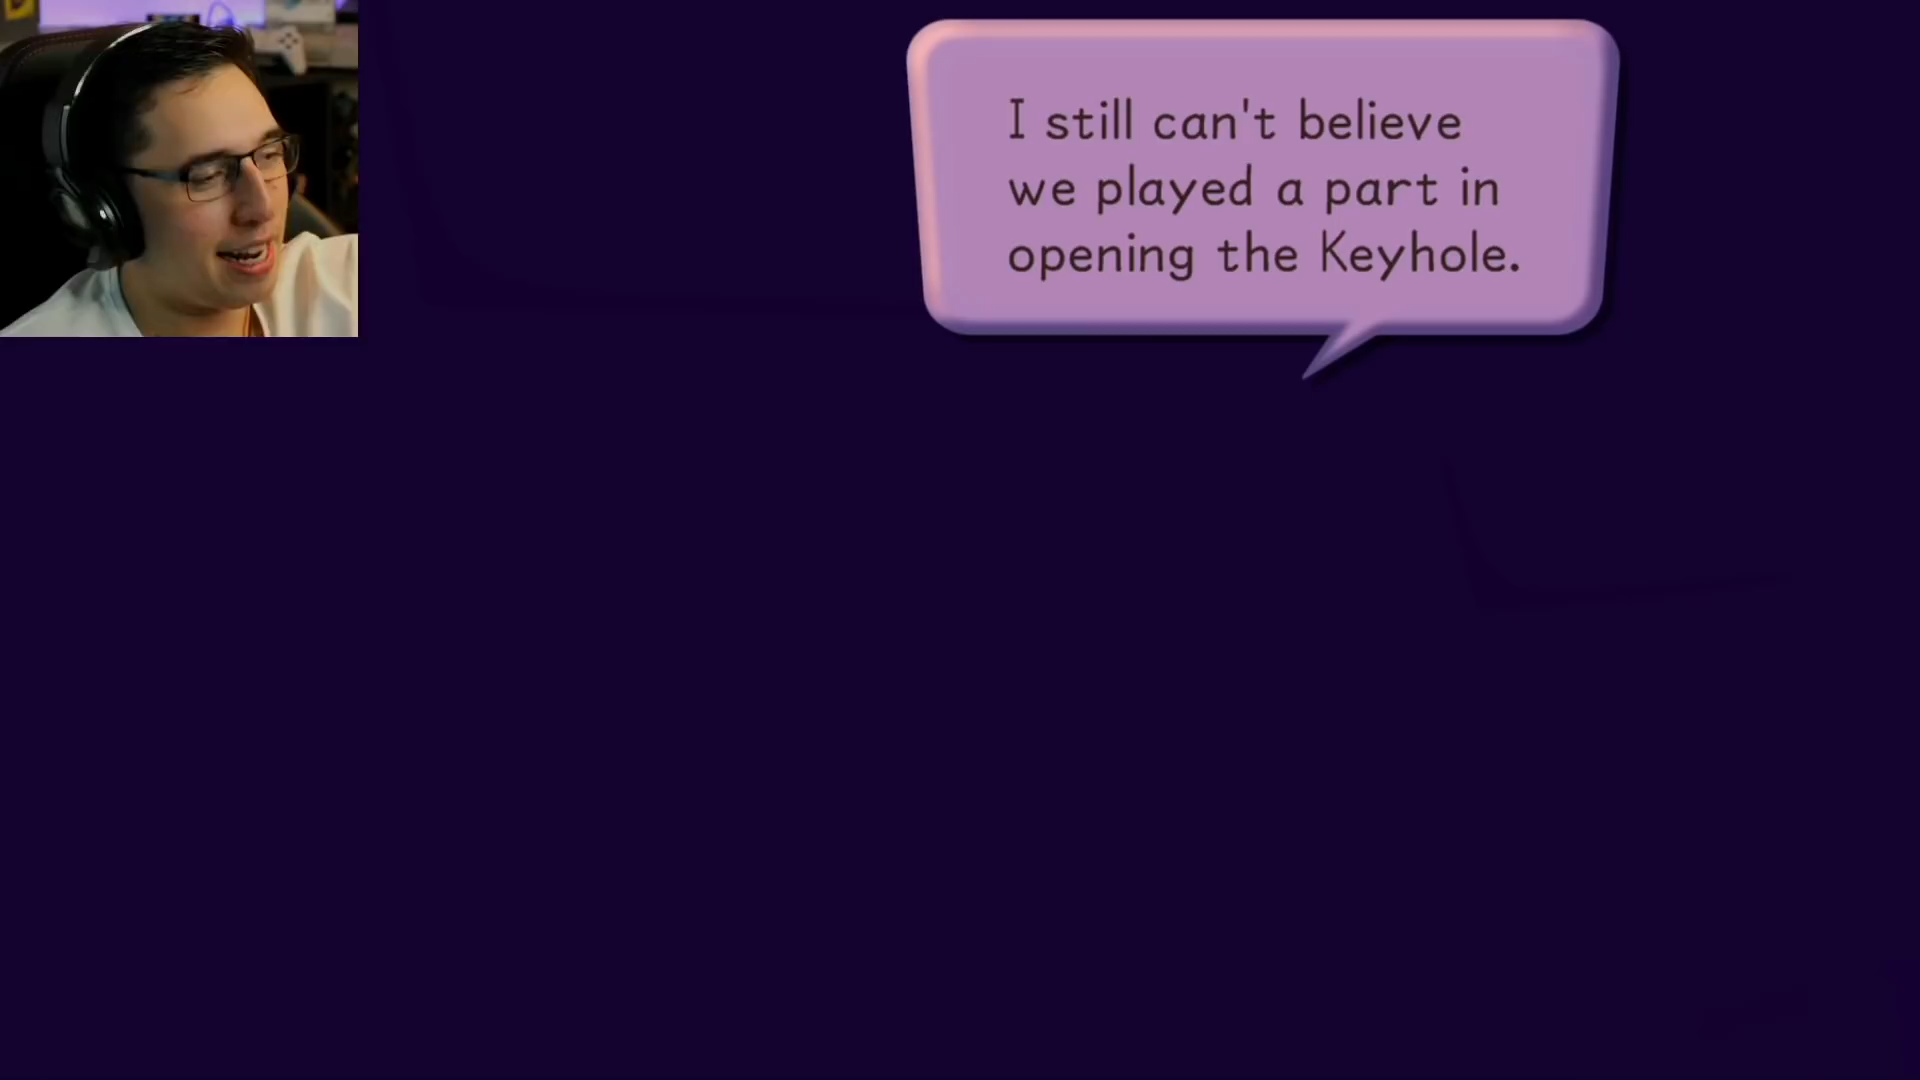 I still can't believe
we played a part in
opening the Keyhole.